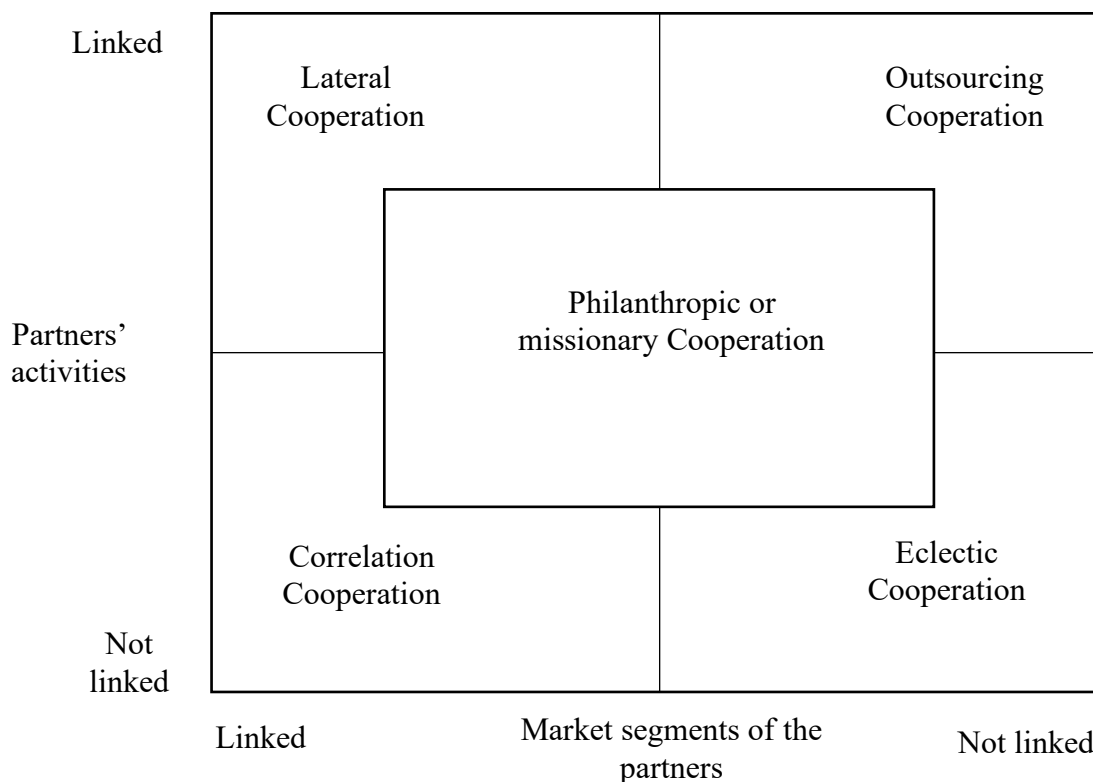 Linked
Lateral
Cooperation
Outsourcing
Cooperation
Partners’
activities
Philanthropic or
missionary Cooperation
Correlation
Cooperation
Eclectic
Cooperation
Not
linked
Linked
Market segments of the
partners
Not linked